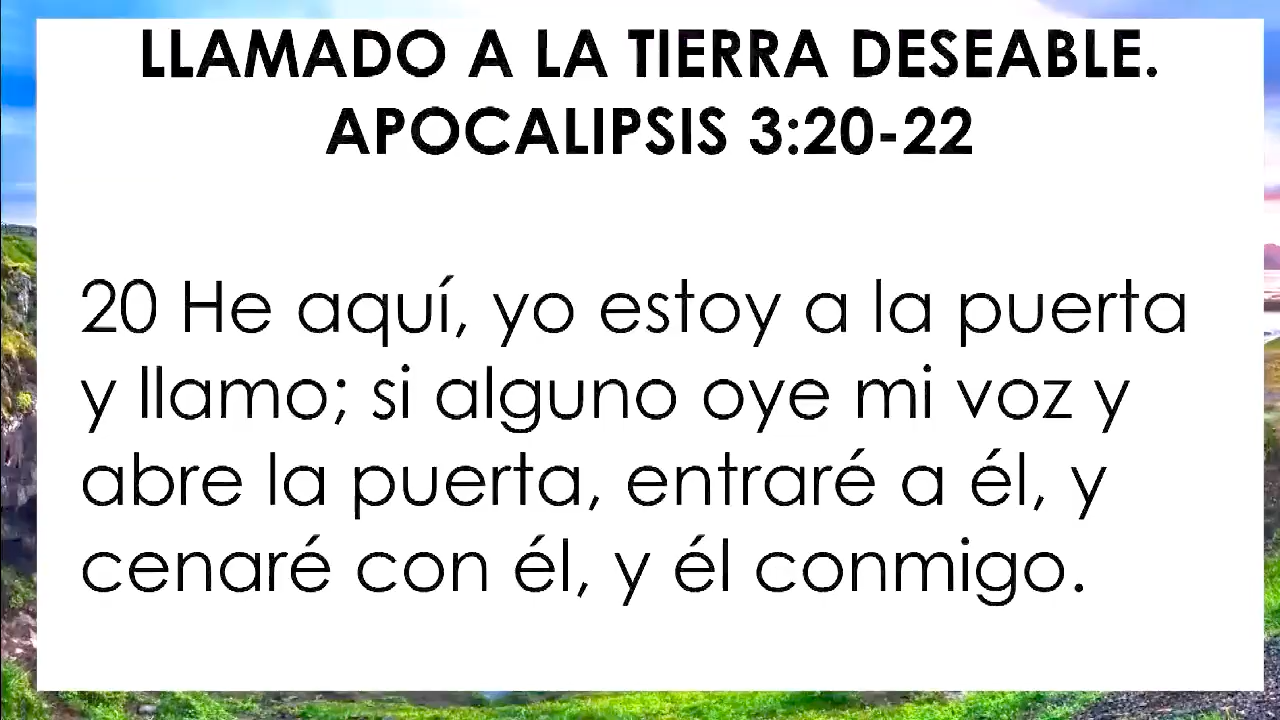 LLAMADO A LA TIERRA DESEABLE.
APOCALIPSIS 3:20-22
20 He aquí, yo estoy a la puerta
y llamo; si alguno oye mi voz y
abre la puerta, entraré a él, y
cenaré con él, y él conmigo.